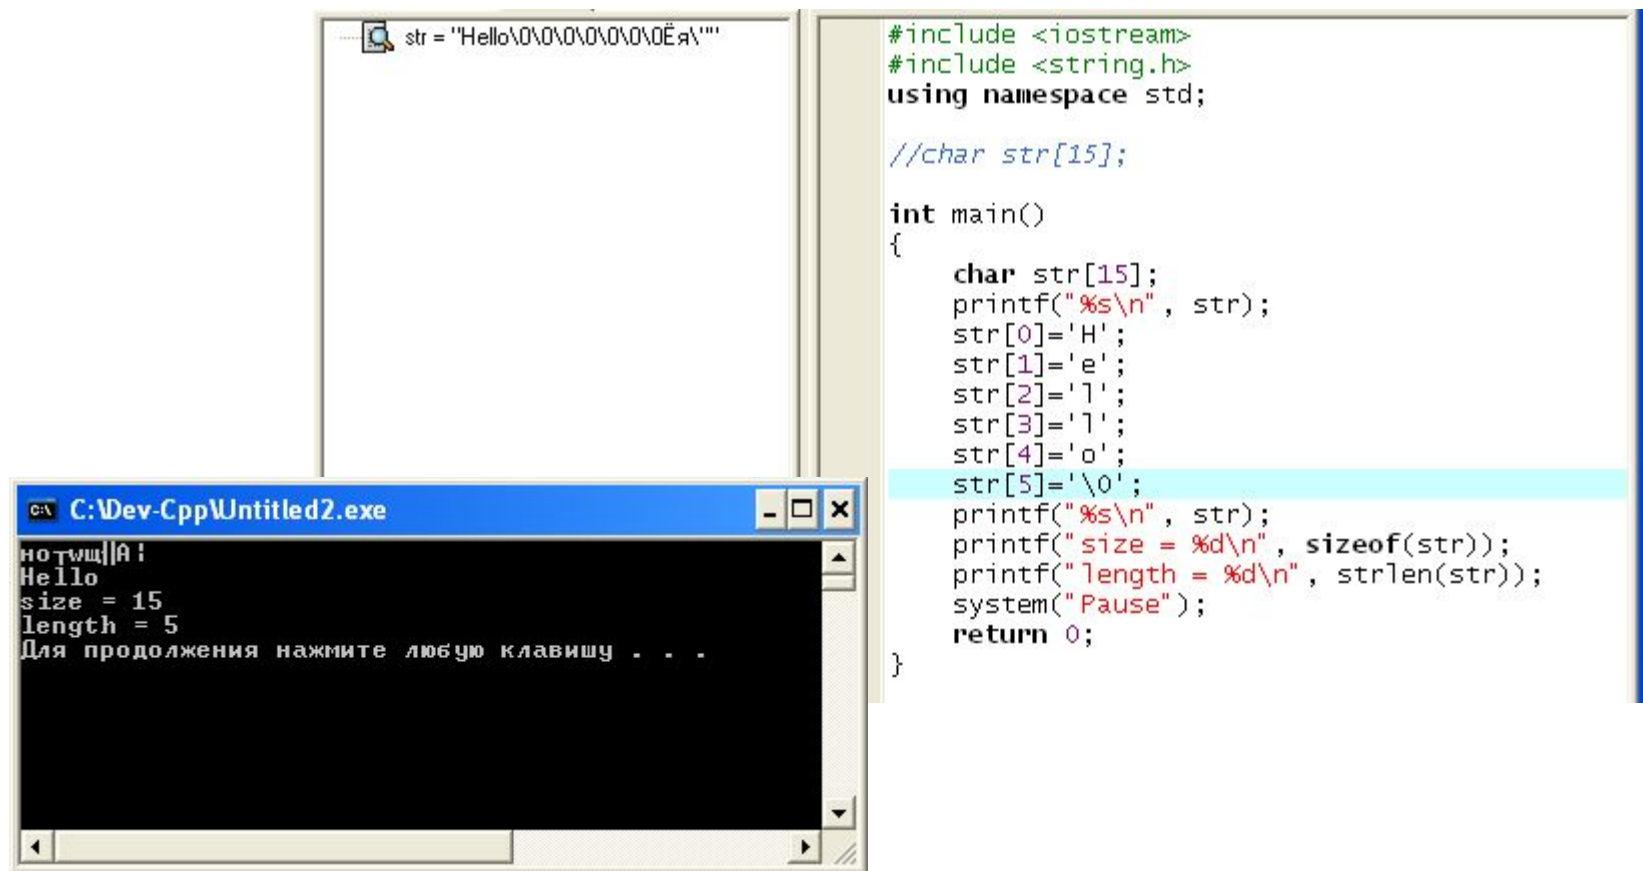 str = "Hello\0\0\0\0\0\0\0Ёя\'"'
#include <iostream>
#include <string.h>
using namespace std;
//char str[15];
int main()
{
char str[15];
printf("%s\n", str);
str[0]='H';
str[1]='e';
str[2]='l';
str[3]='l';
str[4]='o';
str[5]='\0';
printf("%s\n", str);
printf("size = %d\n", sizeof(str));
printf("length = %d\n", strlen(str));
system("Pause");
return 0;
}
C:\Dev-Cpp\Untitled2.exe
Hello
size = 15
length = 5
Для продолжения нажмите любую клавишу . . .